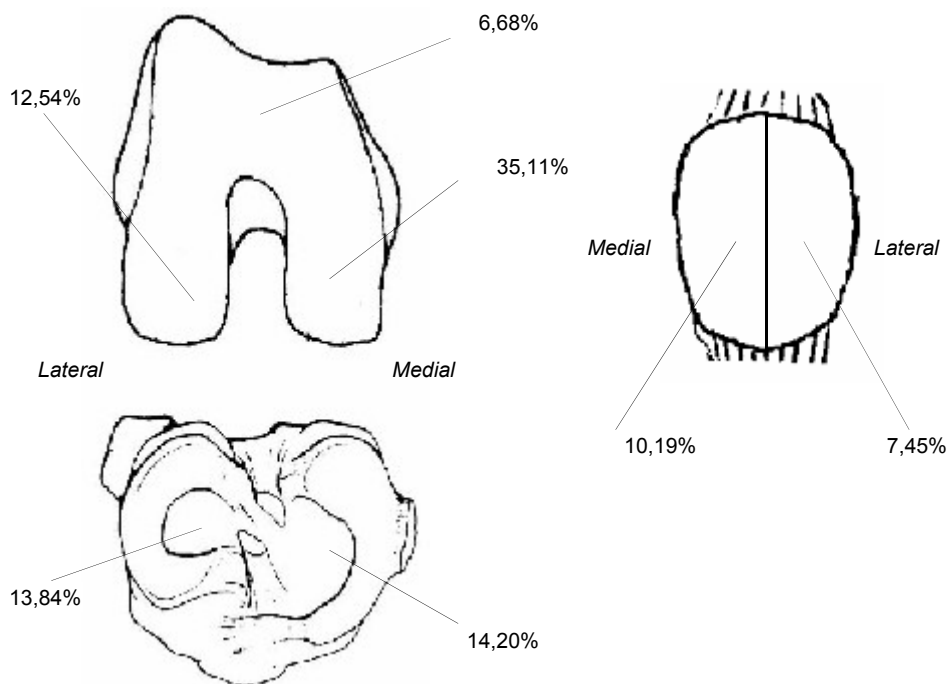 6,68%
12,54%
35,11%
Medial
Lateral
Lateral
Medial
10,19%
7,45%
13,84%
14,20%